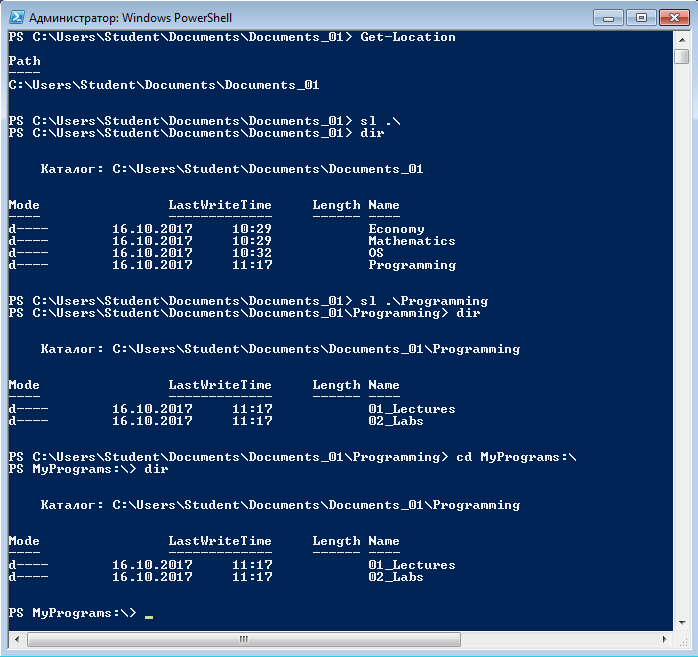 Администратор: Windows PowerShell
PS C:\Users\Student\Documents\Documents_01> Get-Location
Path
----
C:\Users\Student\Documents\Documents_01
PS C:\Users\Student\Documents\Documents_01> sl .\
PS C:\Users\Student\Documents\Documents_01> dir
Каталог: C:\Users\Student\Documents\Documents_01
Mode LastWriteTime Length Name
---- ------------- ------ ----
d---- 16.10.2017 10:29 Economy
d---- 16.10.2017 10:29 Mathematics
d---- 16.10.2017 10:32 OS
d---- 16.10.2017 11:17 Programming
PS C:\Users\Student\Documents\Documents_01> sl .\Programming
PS C:\Users\Student\Documents\Documents_01\Programming> dir
Каталог: C:\Users\Student\Documents\Documents_01\Programming
Mode LastWriteTime Length Name
---- ------------- ------ ----
d---- 16.10.2017 11:17 01_Lectures
d---- 16.10.2017 11:17 02_Labs
PS C:\Users\Student\Documents\Documents_01\Programming> cd MyPrograms:\
PS MyPrograms:\> dir
Каталог: C:\Users\Student\Documents\Documents_01\Programming
Mode LastWriteTime Length Name
---- ------------- ------ ----
d---- 16.10.2017 11:17 01_Lectures
d---- 16.10.2017 11:17 02_Labs
PS MyPrograms:\> _